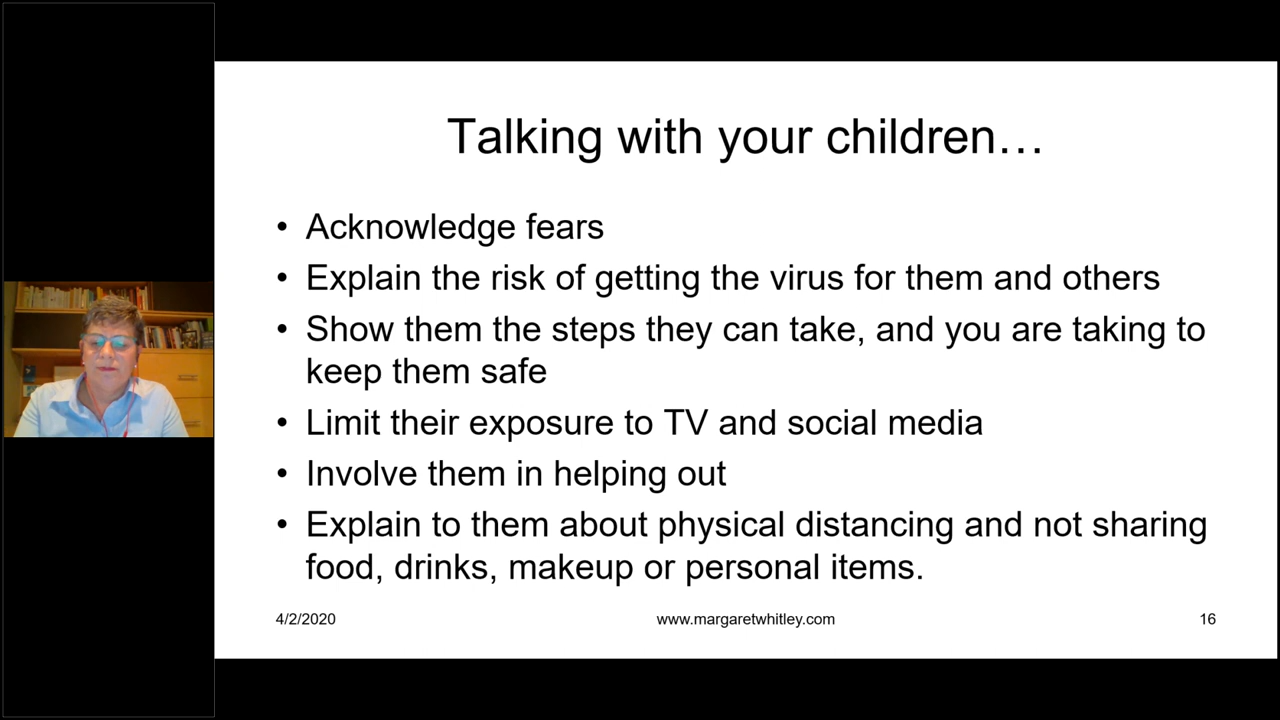 Talking with your children…
• Acknowledge fears
• Explain the risk of getting the virus for them and others
• Show them the steps they can take, and you are taking to
keep them safe
• Limit their exposure to TV and social media
• Involve them in helping out
• Explain to them about physical distancing and not sharing
food, drinks, makeup or personal items.
4/2/2020 www.margaretwhitley.com 16